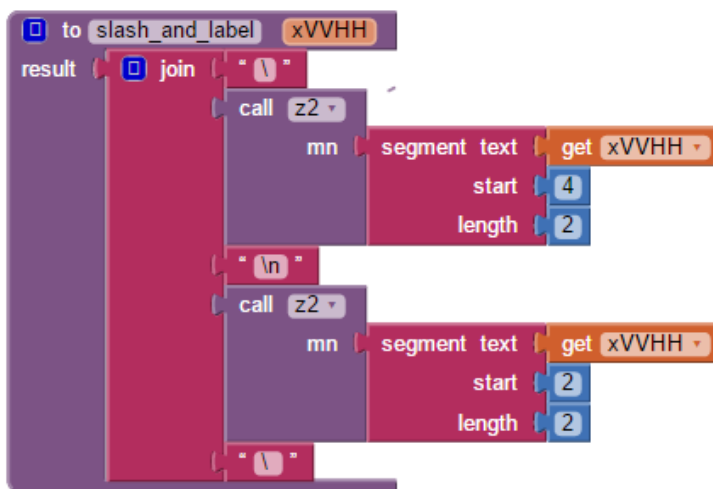 to slash_and_label xVVHH
result join “ \ ”
call z2
mn segment text get xVVHH
start 4
length 2
“ \n ”
call z2
mn segment text get xVVHH
start 2
length 2
“ \ ”